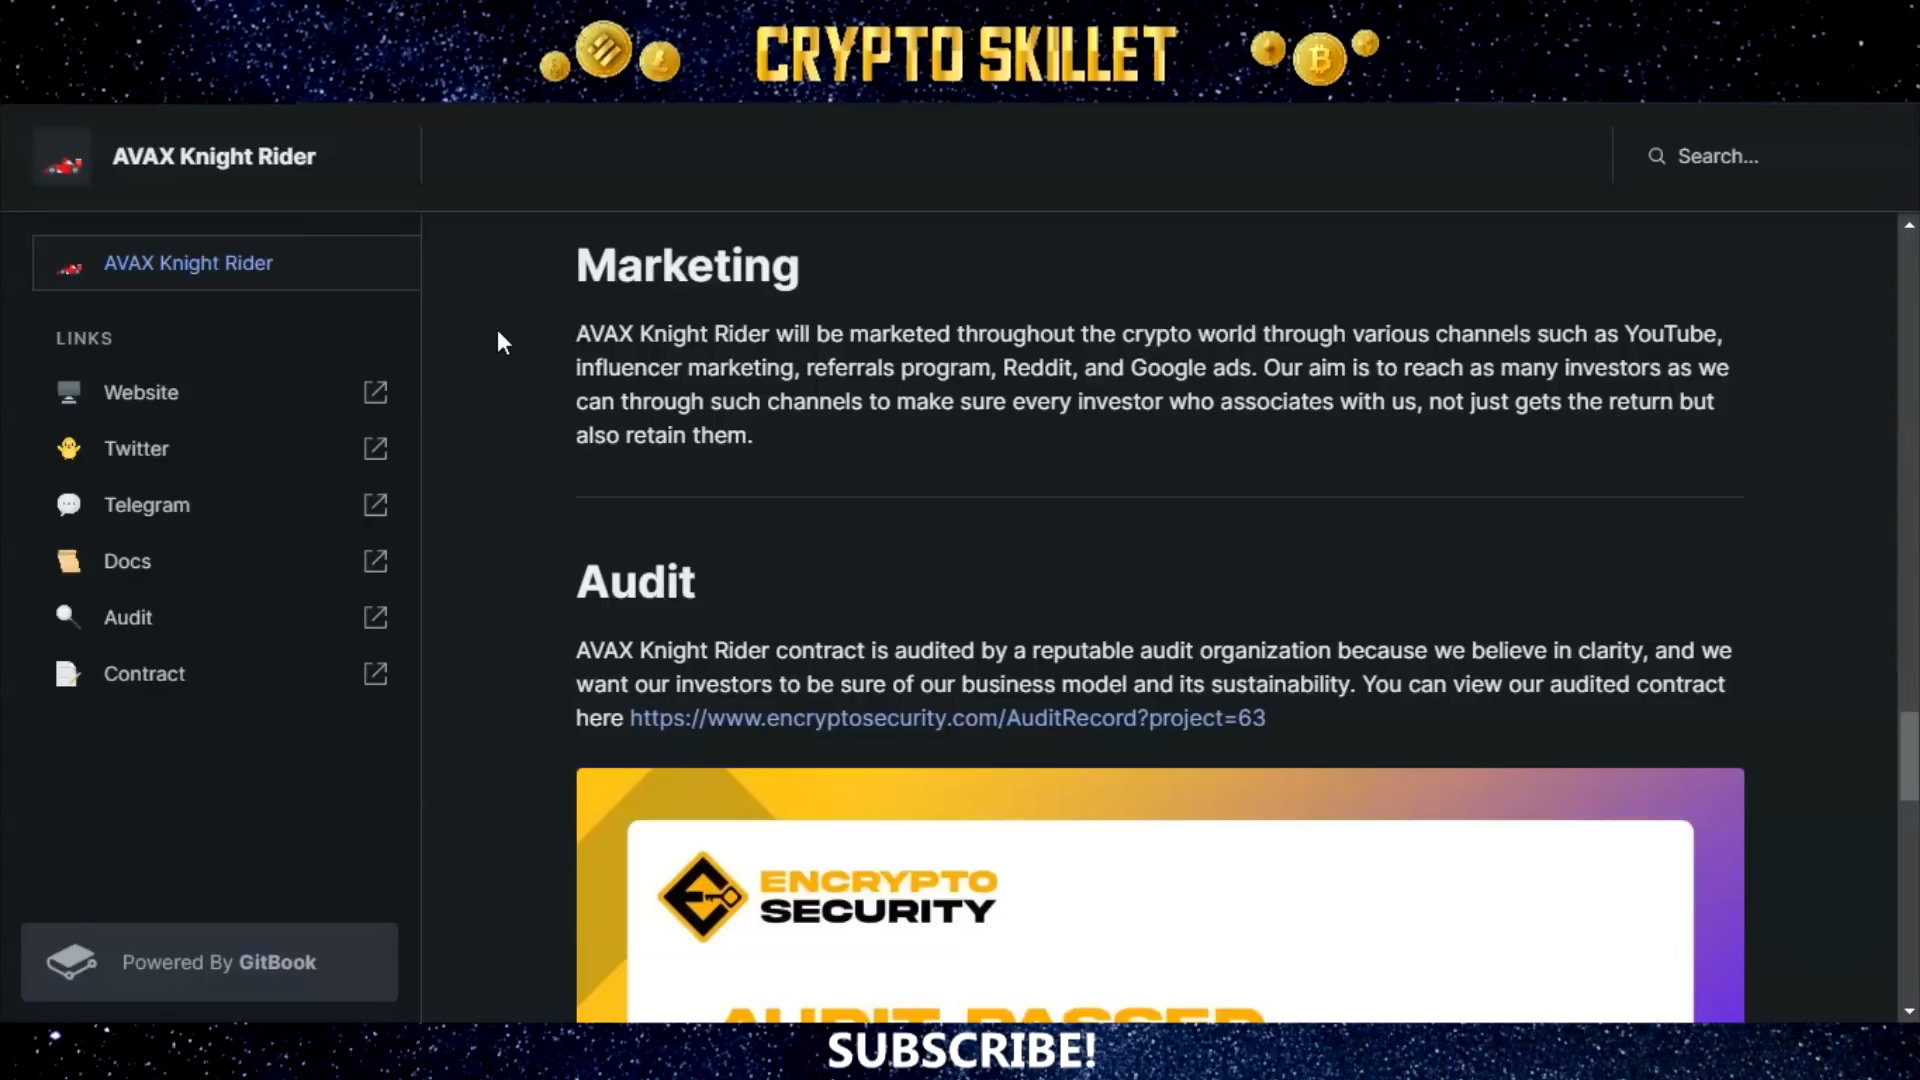 CRYPTO SKILLET
AVAX Knight Rider
Search...
AVAX Knight Rider
LINKS
Website
Twitter
Telegram
Docs
Audit
Contract
Powered By GitBook
Marketing
AVAX Knight Rider will be marketed throughout the crypto world through various channels such as YouTube,
influencer marketing, referrals program, Reddit, and Google ads. Our aim is to reach as many investors as we
can through such channels to make sure every investor who associates with us, not just gets the return but
also retain them.
Audit
AVAX Knight Rider contract is audited by a reputable audit organization because we believe in clarity, and we
want our investors to be sure of our business model and its sustainability. You can view our audited contract
here https://www.encryptosecurity.com/AuditRecord?project=63
ENCRYPTO
SECURITY
AUDIT PASSED
SUBSCRIBE!